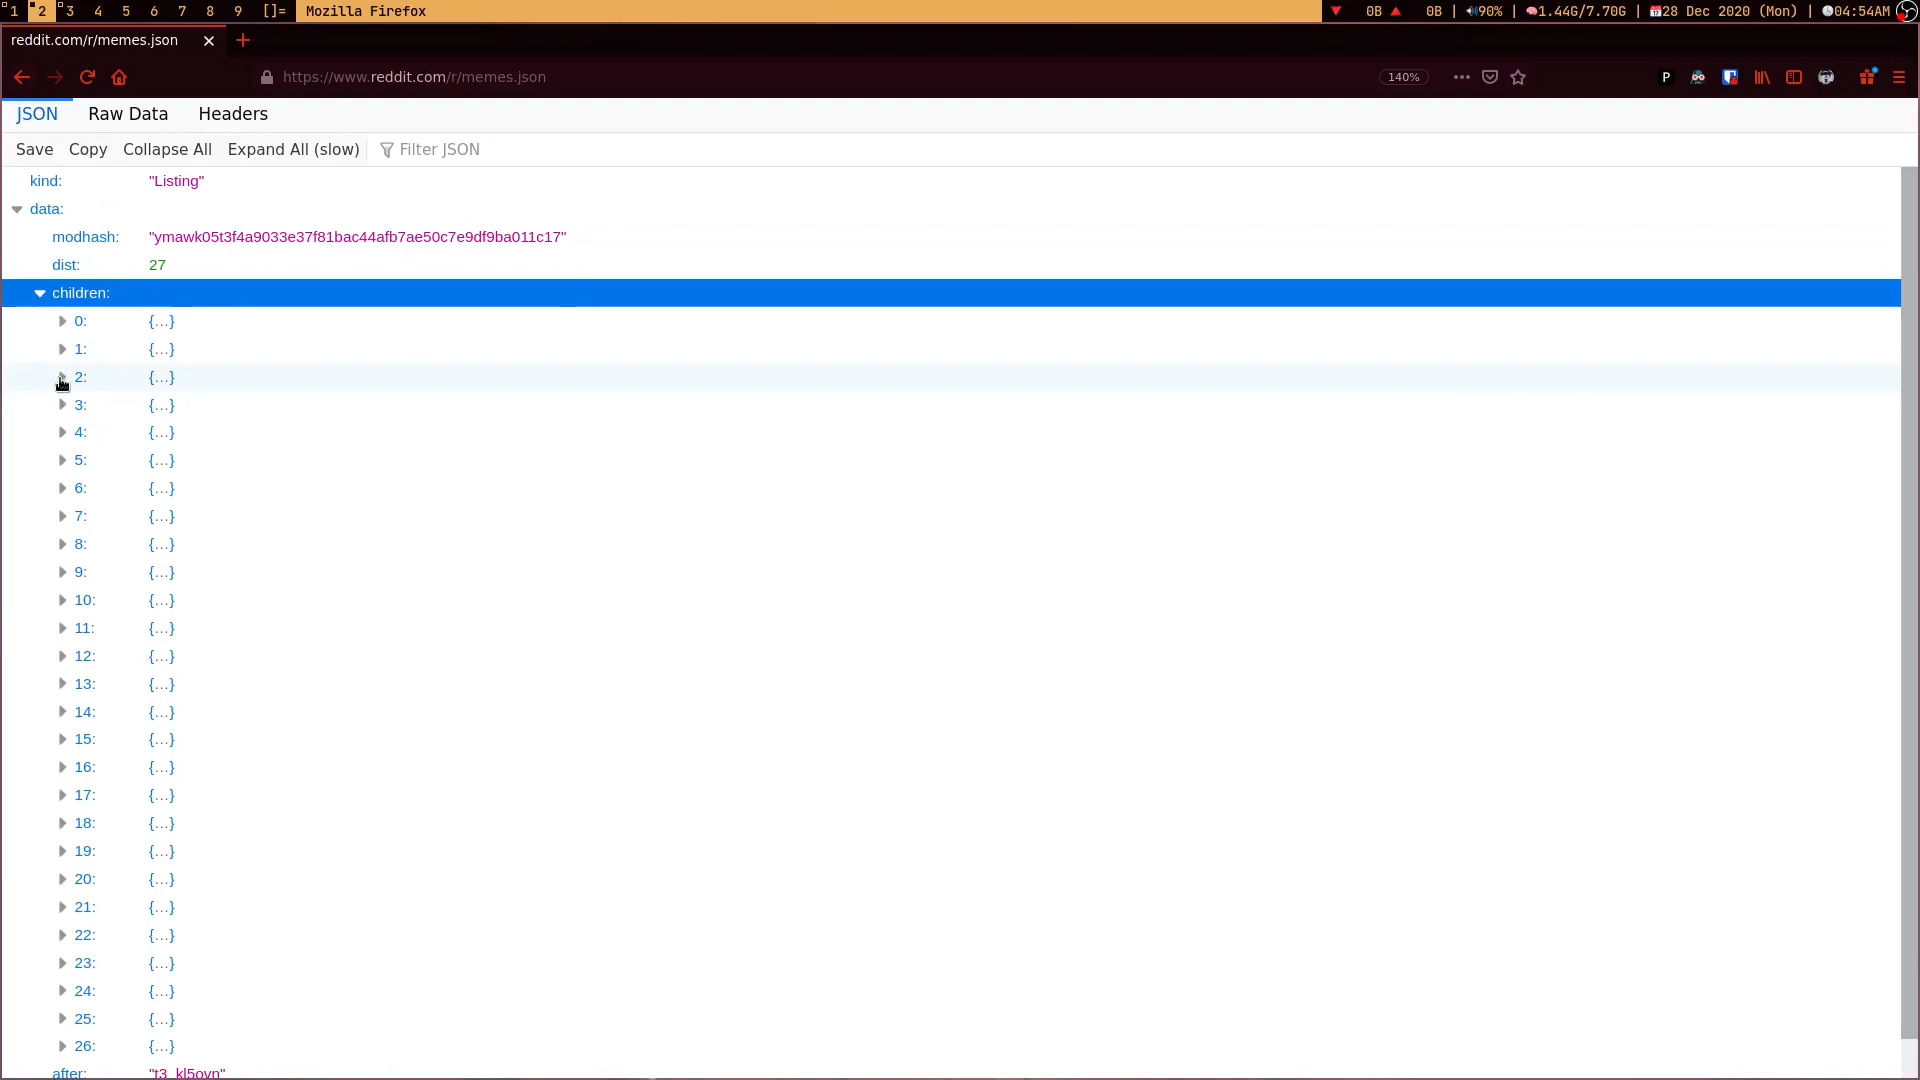 1 2 3 4 5 6 7 8 9 []= Mozilla Firefox 0B 0B | 90% | 1.44G/7.70G | 28 Dec 2020 (Mon) | 04:54AM
reddit.com/r/memes.json
https://www.reddit.com/r/memes.json 140% P
JSON Raw Data Headers
Save Copy Collapse All Expand All (slow) Filter JSON
kind: "Listing"
data:
modhash: "ymawk05t3f4a9033e37f81bac44afb7ae50c7e9df9ba011c17"
dist: 27
children:
0: {…}
1: {…}
2: {…}
3: {…}
4: {…}
5: {…}
6: {…}
7: {…}
8: {…}
9: {…}
10: {…}
11: {…}
12: {…}
13: {…}
14: {…}
15: {…}
16: {…}
17: {…}
18: {…}
19: {…}
20: {…}
21: {…}
22: {…}
23: {…}
24: {…}
25: {…}
26: {…}
after: "t3_kl5ovn"